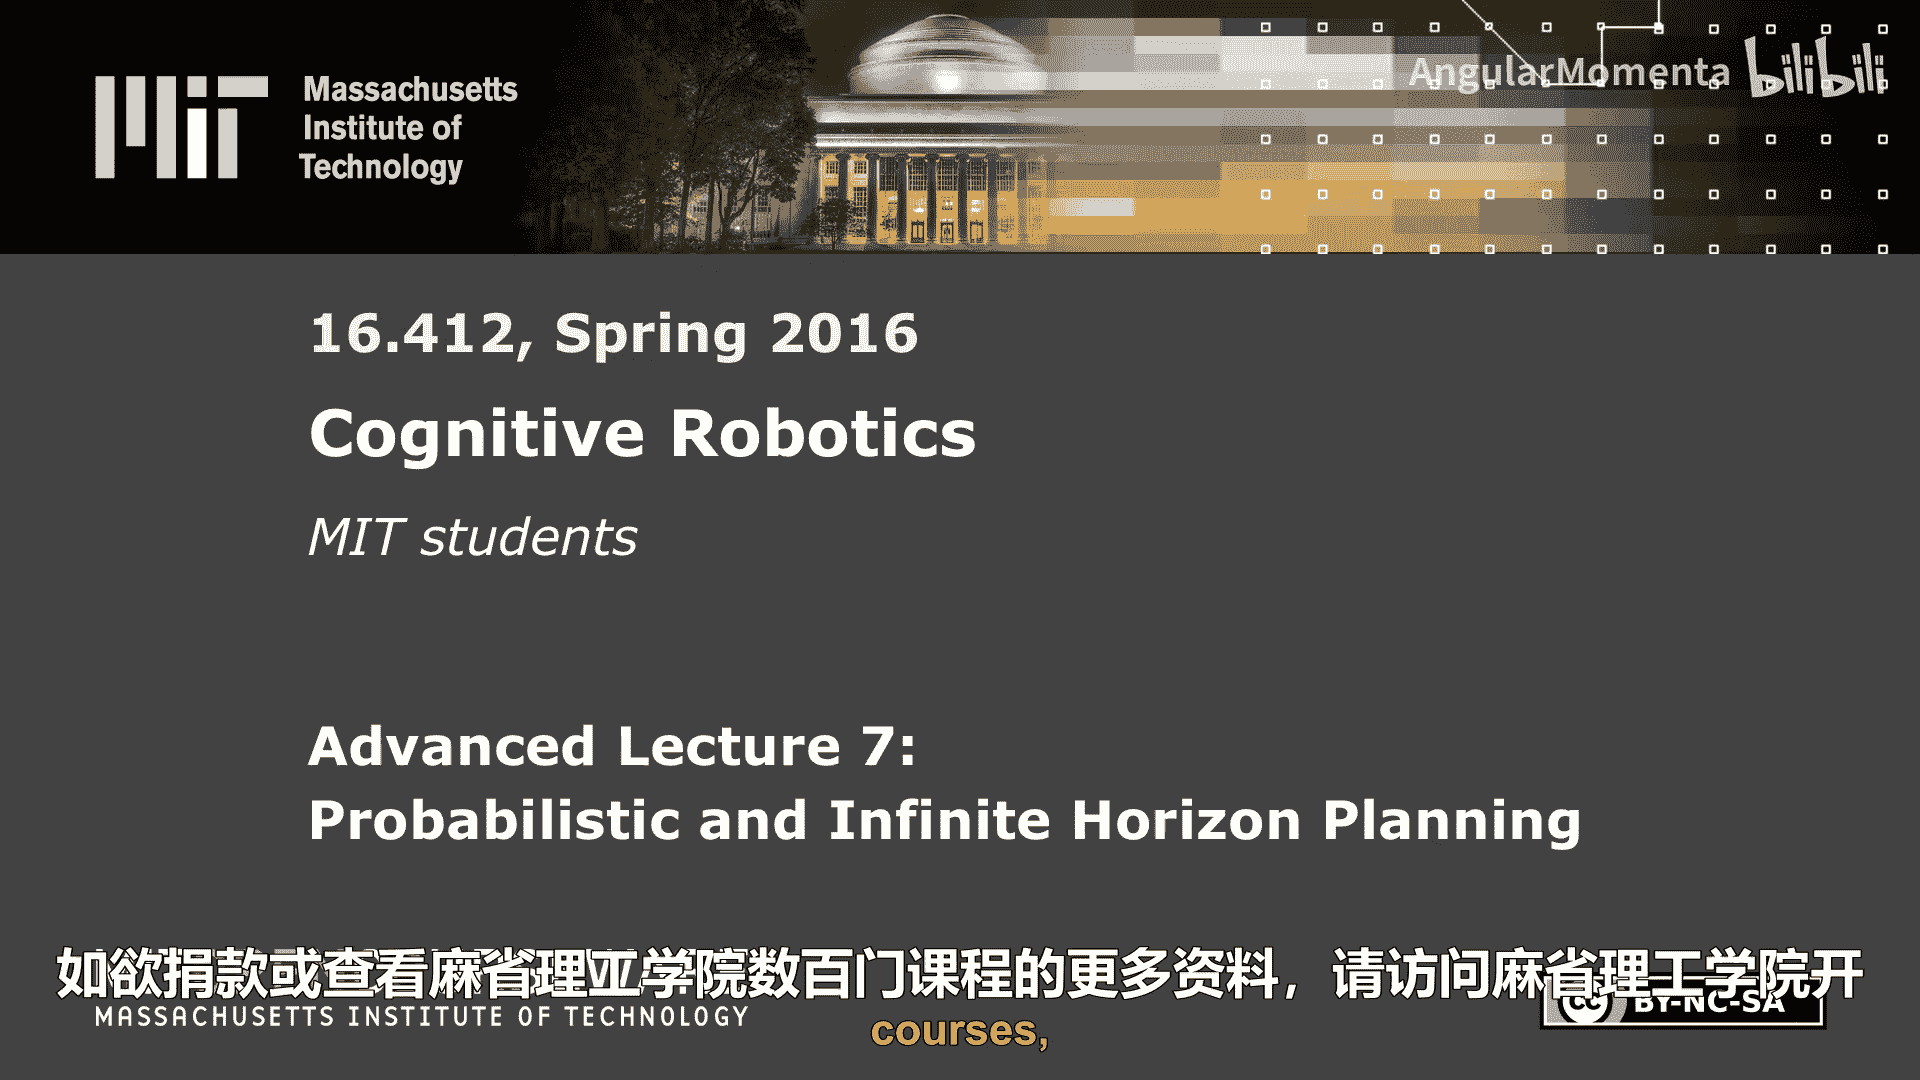 Massachusetts
Institute of
Technology
AngularMomenta bilibili
16.412, Spring 2016
Cognitive Robotics
MIT students
Advanced Lecture 7:
Probabilistic and Infinite Horizon Planning
如欲捐款或查看麻省理工学院数百门课程的更多资料，请访问麻省理工学院开
MASSACHUSETTS INSTITUTE OF TECHNOLOGY
courses,
cc BY-NC-SA